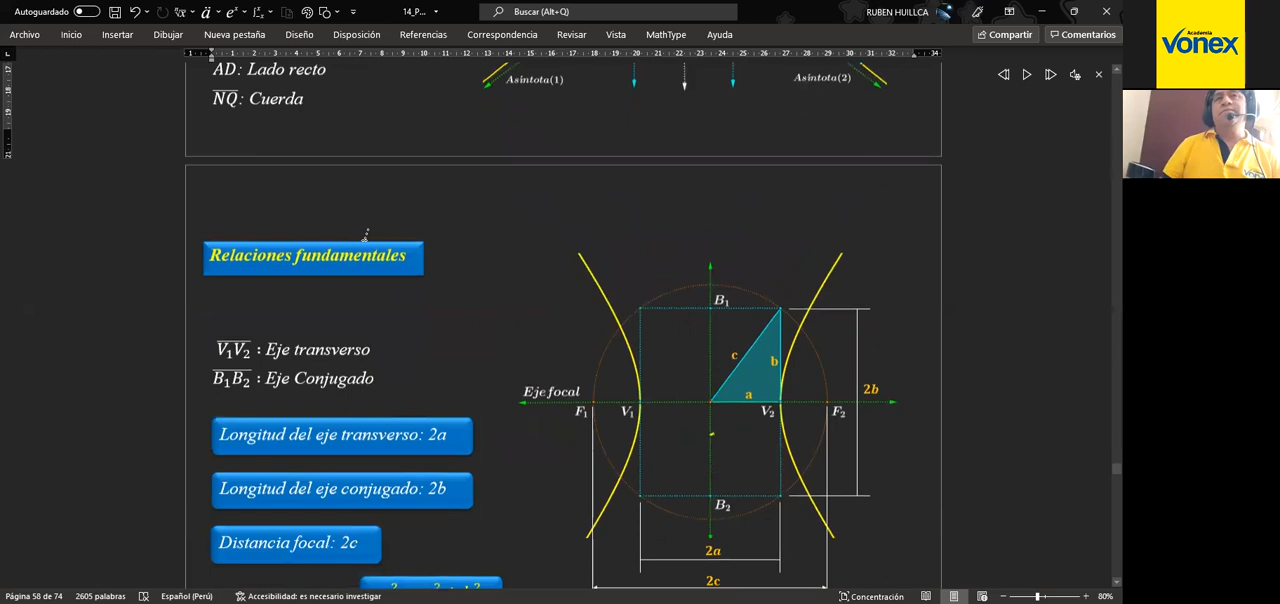 Autoguardado
14_P...
Buscar (Alt+Q)
RUBEN HUILLCA
Archivo
Inicio
Insertar
Dibujar
Nueva pestaña
Diseño
Disposición
Referencias
Correspondencia
Revisar
Vista
MathType
Ayuda
Compartir
Comentarios
Academia
VONEX
AD: Lado recto
NQ: Cuerda
Asintota(1)
Asintota(2)
Relaciones fundamentales
V₁V₂ : Eje transverso
B₁B₂ : Eje Conjugado
Longitud del eje transverso: 2a
Longitud del eje conjugado: 2b
Distancia focal: 2c
B₁
c
b
a
2b
Eje focal
F₁
V₁
V₂
F₂
B₂
2a
2c
Página 58 de 74
2605 palabras
Español (Perú)
Accesibilidad: es necesario investigar
Concentración
80%